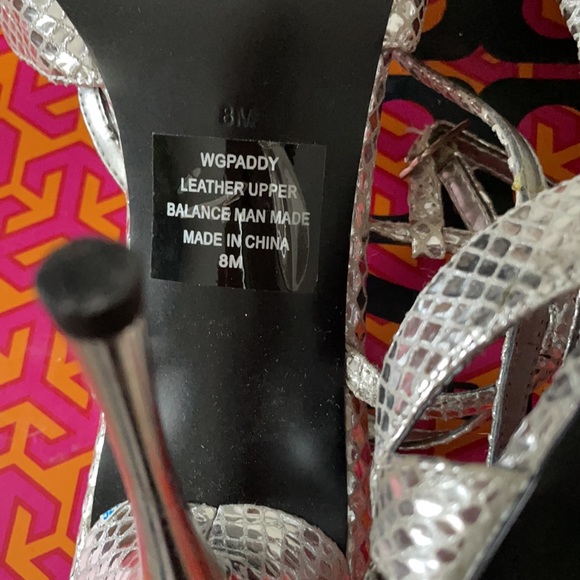 8M
WGPADDY
LEATHER UPPER
BALANCE MAN MADE
MADE IN CHINA
8M